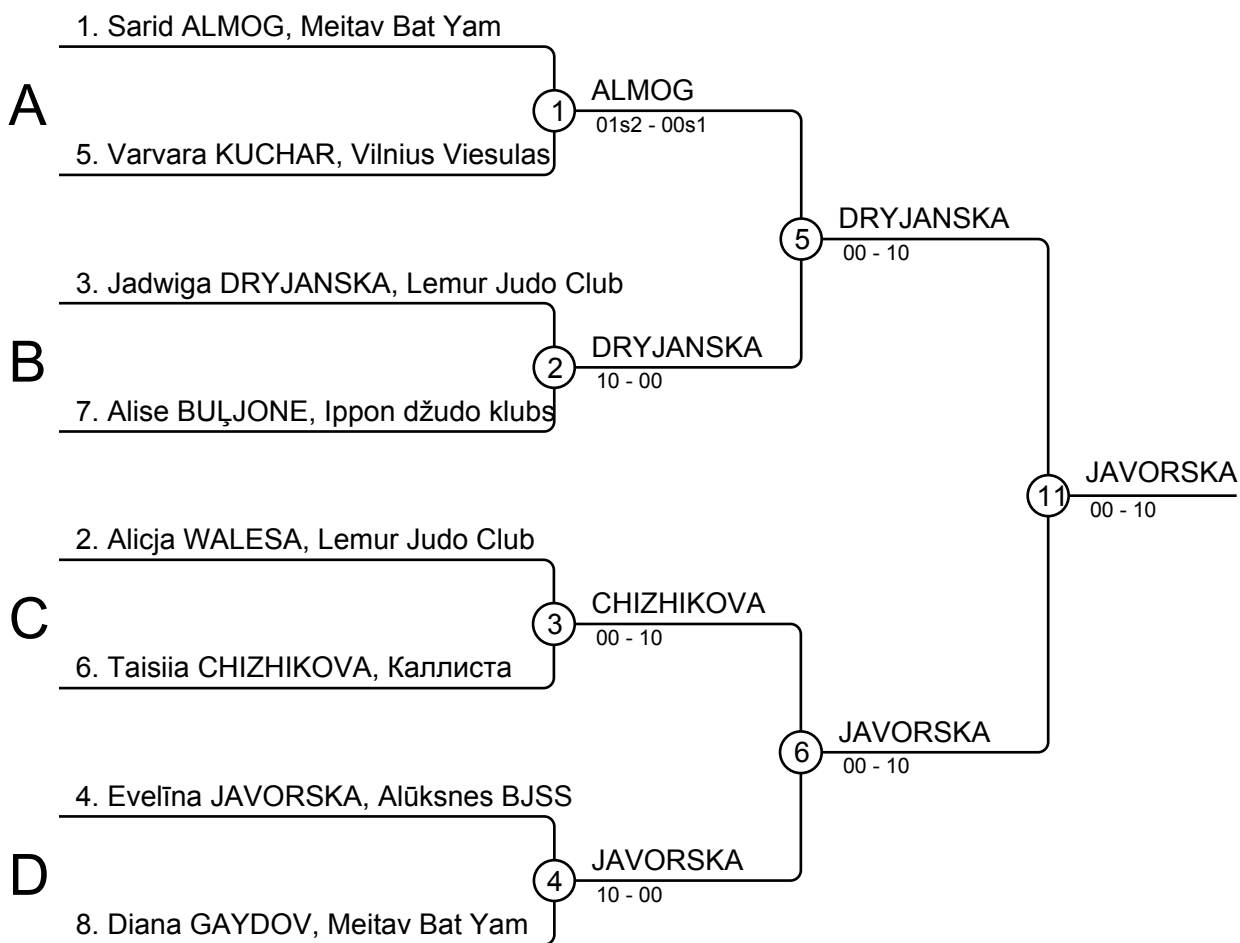 1. Sarid ALMOG, Meitav Bat Yam
A
1
ALMOG
01s2 - 00s1
5. Varvara KUCHAR, Vilnius Viesulas
5
DRYJANSKA
00 - 10
3. Jadwiga DRYJANSKA, Lemur Judo Club
B
2
DRYJANSKA
10 - 00
7. Alise BUĻJONE, Ippon džudo klubs
11
JAVORSKA
00 - 10
2. Alicja WALESA, Lemur Judo Club
C
3
CHIZHIKOVA
00 - 10
6. Taisiia CHIZHIKOVA, Каллиста
6
JAVORSKA
00 - 10
4. Evelīna JAVORSKA, Alūksnes BJSS
D
4
JAVORSKA
10 - 00
8. Diana GAYDOV, Meitav Bat Yam